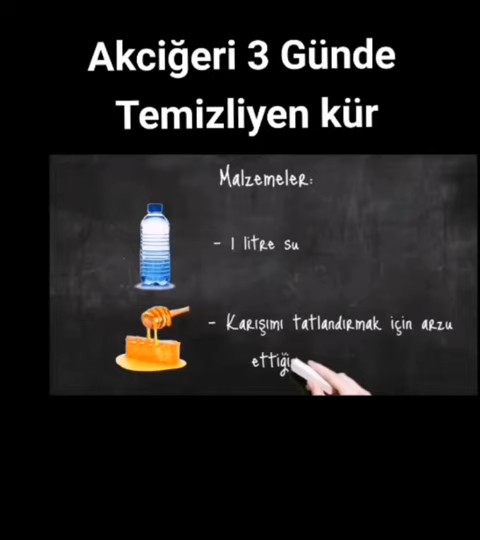 Akciğeri 3 Günde
Temizliyen kür
Malzemeler:
- 1 litre su
- Karışımı tatlandırmak için arzu
ettiği